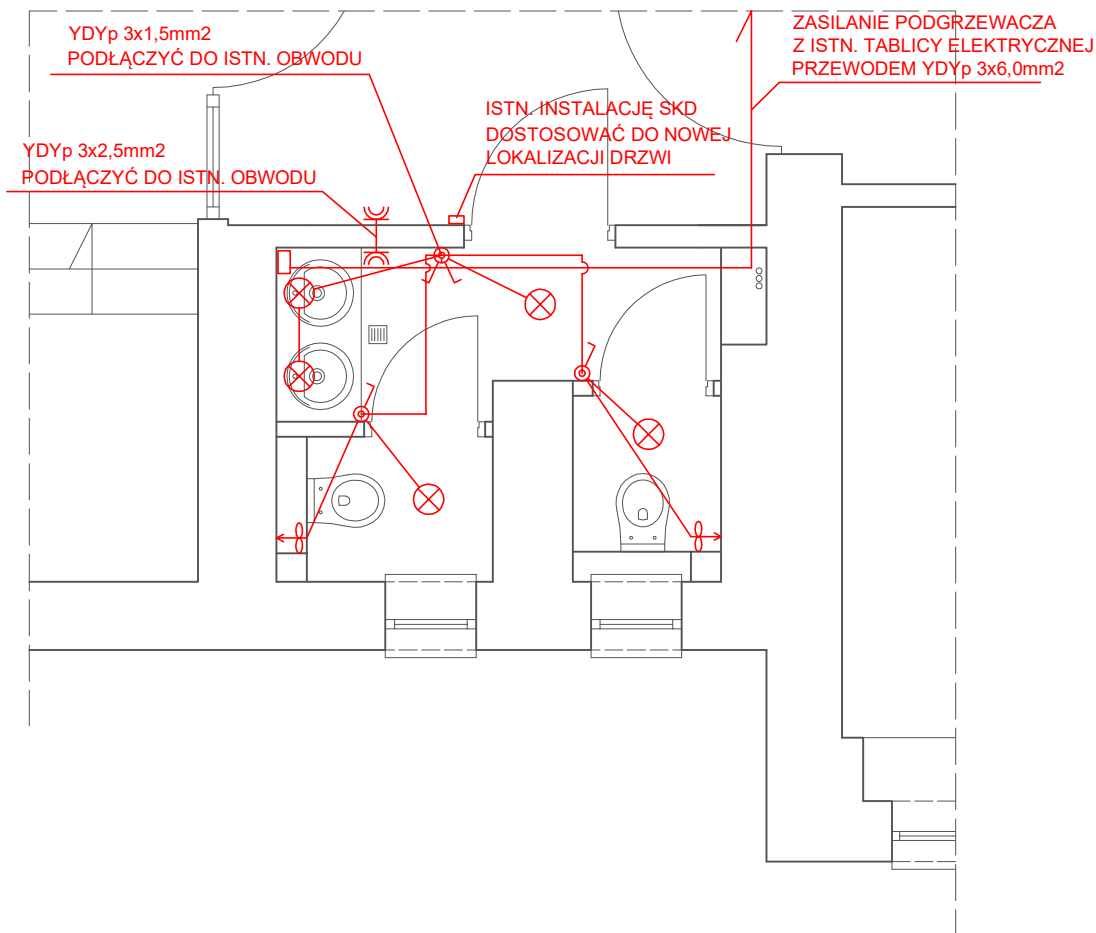 YDYp 3x1,5mm2
PODŁĄCZYĆ DO ISTN. OBWODU
ZASILANIE PODGRZEWACZA
Z ISTN. TABLICY ELEKTRYCZNEJ
PRZEWODEM YDYp 3x6,0mm2
ISTN. INSTALACJĘ SKD
DOSTOSOWAĆ DO NOWEJ
LOKALIZACJI DRZWI
YDYp 3x2,5mm2
PODŁĄCZYĆ DO ISTN. OBWODU